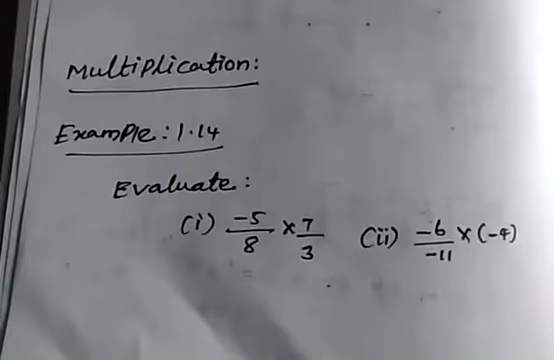 Multiplication:
Example: 1.14
Evaluate:
(i) -5/8 × 7/3 (ii) -6/-11 × (-4)